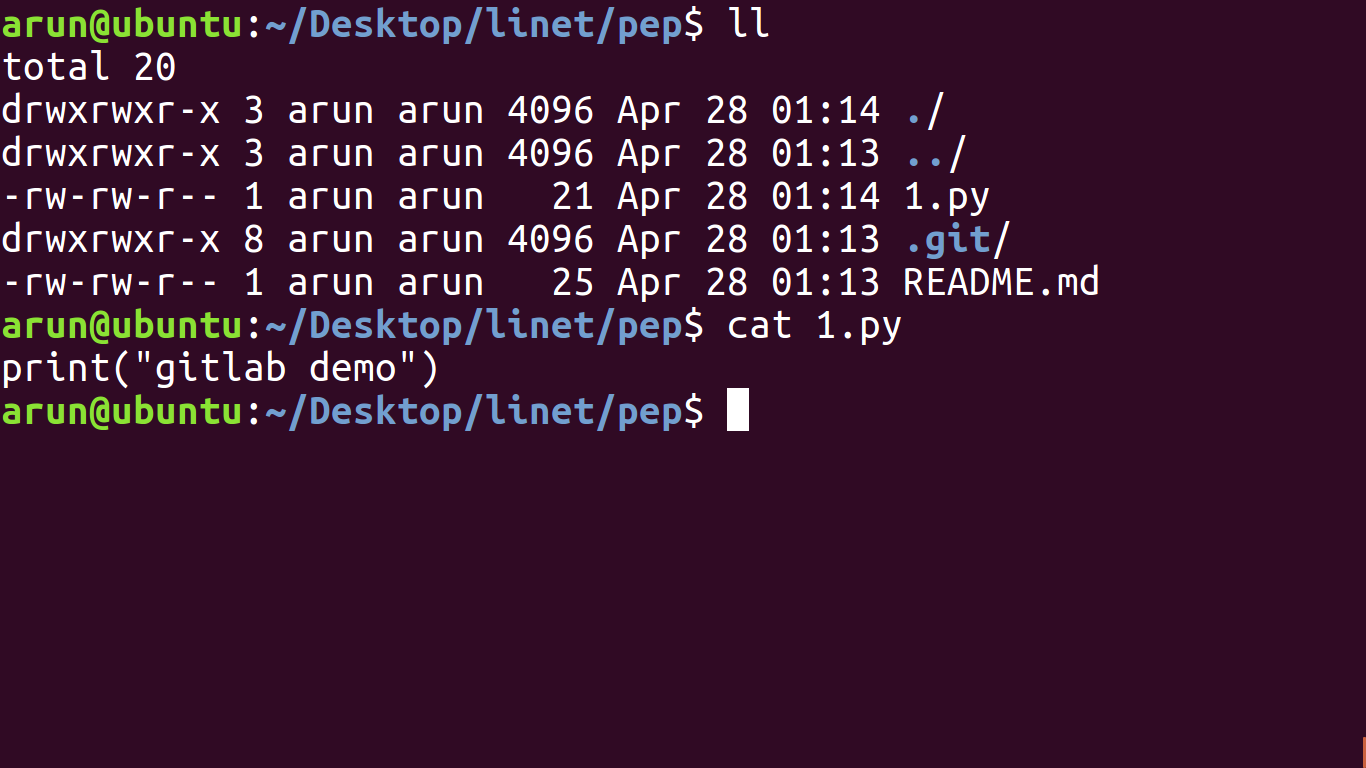 arun@ubuntu:~/Desktop/linet/pep$ ll
total 20
drwxrwxr-x 3 arun arun 4096 Apr 28 01:14 ./
drwxrwxr-x 3 arun arun 4096 Apr 28 01:13 ../
-rw-rw-r-- 1 arun arun   21 Apr 28 01:14 1.py
drwxrwxr-x 8 arun arun 4096 Apr 28 01:13 .git/
-rw-rw-r-- 1 arun arun   25 Apr 28 01:13 README.md
arun@ubuntu:~/Desktop/linet/pep$ cat 1.py
print("gitlab demo")
arun@ubuntu:~/Desktop/linet/pep$